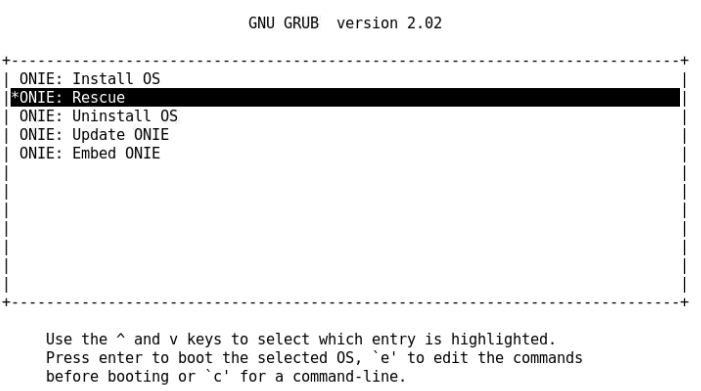 GNU GRUB  version 2.02
+----------------------------------------------------------------------------+
| ONIE: Install OS                                                           |
|*ONIE: Rescue                                                               |
| ONIE: Uninstall OS                                                         |
| ONIE: Update ONIE                                                          |
| ONIE: Embed ONIE                                                           |
|                                                                            |
|                                                                            |
|                                                                            |
|                                                                            |
|                                                                            |
|                                                                            |
|                                                                            |
+----------------------------------------------------------------------------+
Use the ^ and v keys to select which entry is highlighted.
Press enter to boot the selected OS, `e' to edit the commands
before booting or `c' for a command-line.